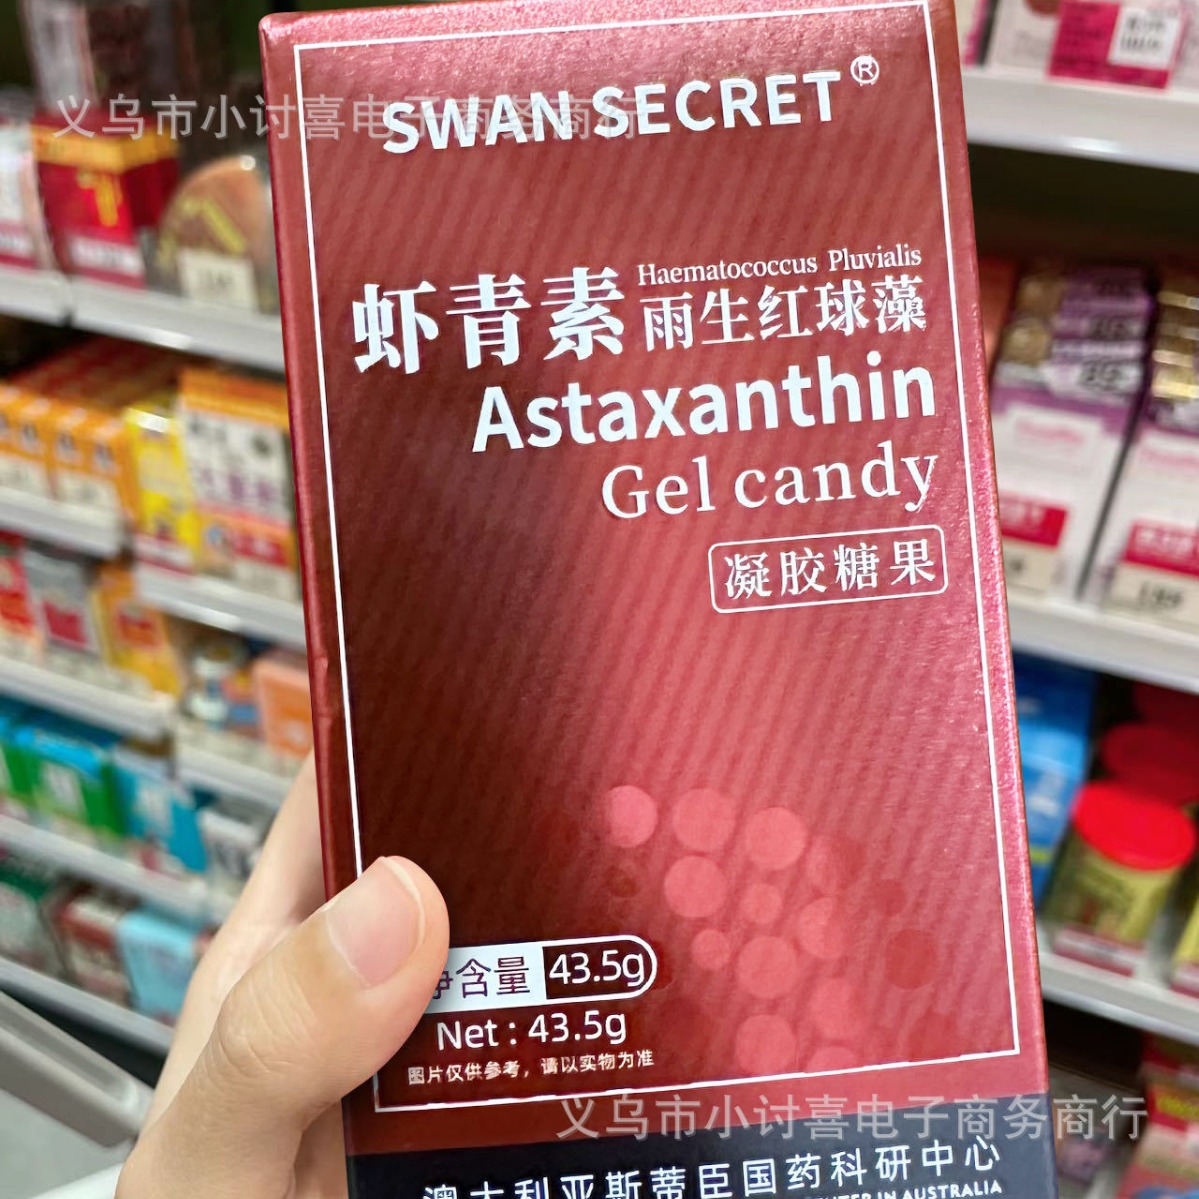 义乌市小讨喜电子商务商行
SWAN SECRET®
Haematococcus Pluvialis
虾青素 雨生红球藻
Astaxanthin
Gel candy
凝胶糖果
净含量 43.5g
Net : 43.5g
图片仅供参考，请以实物为准
义乌市小讨喜电子商务商行
澳大利亚斯蒂臣国药科研中心
IN AUSTRALIA